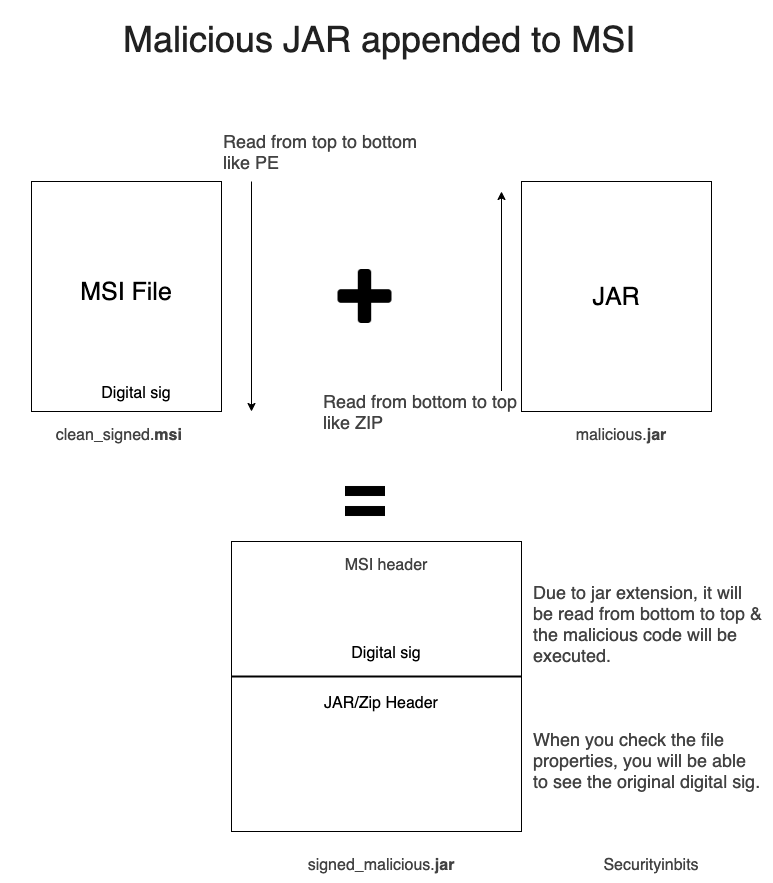 Malicious JAR appended to MSI
Read from top to bottom
like PE
MSI File
Digital sig
clean_signed.msi
JAR
Read from bottom to top
like ZIP
malicious.jar
MSI header
Digital sig
JAR/Zip Header
Due to jar extension, it will
be read from bottom to top &
the malicious code will be
executed.
When you check the file
properties, you will be able
to see the original digital sig.
signed_malicious.jar
Securityinbits